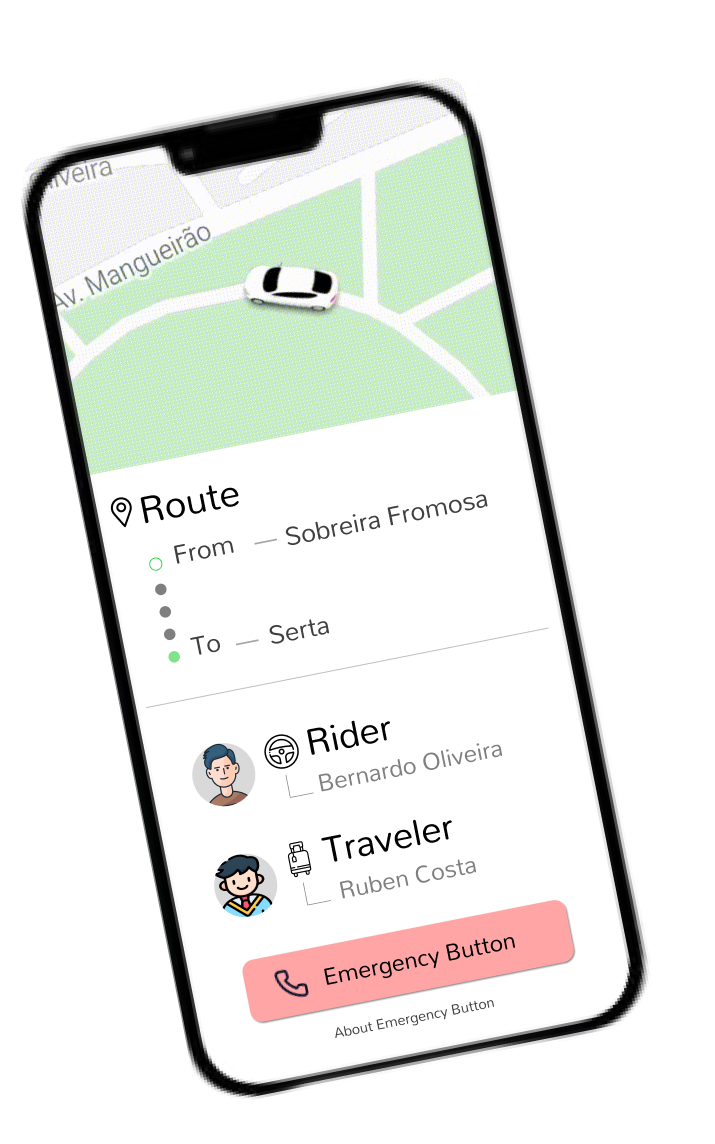 Av. Mangueirão
Route
From — Sobreira Fromosa
To — Serta
Rider
Bernardo Oliveira
Traveler
Ruben Costa
Emergency Button
About Emergency Button